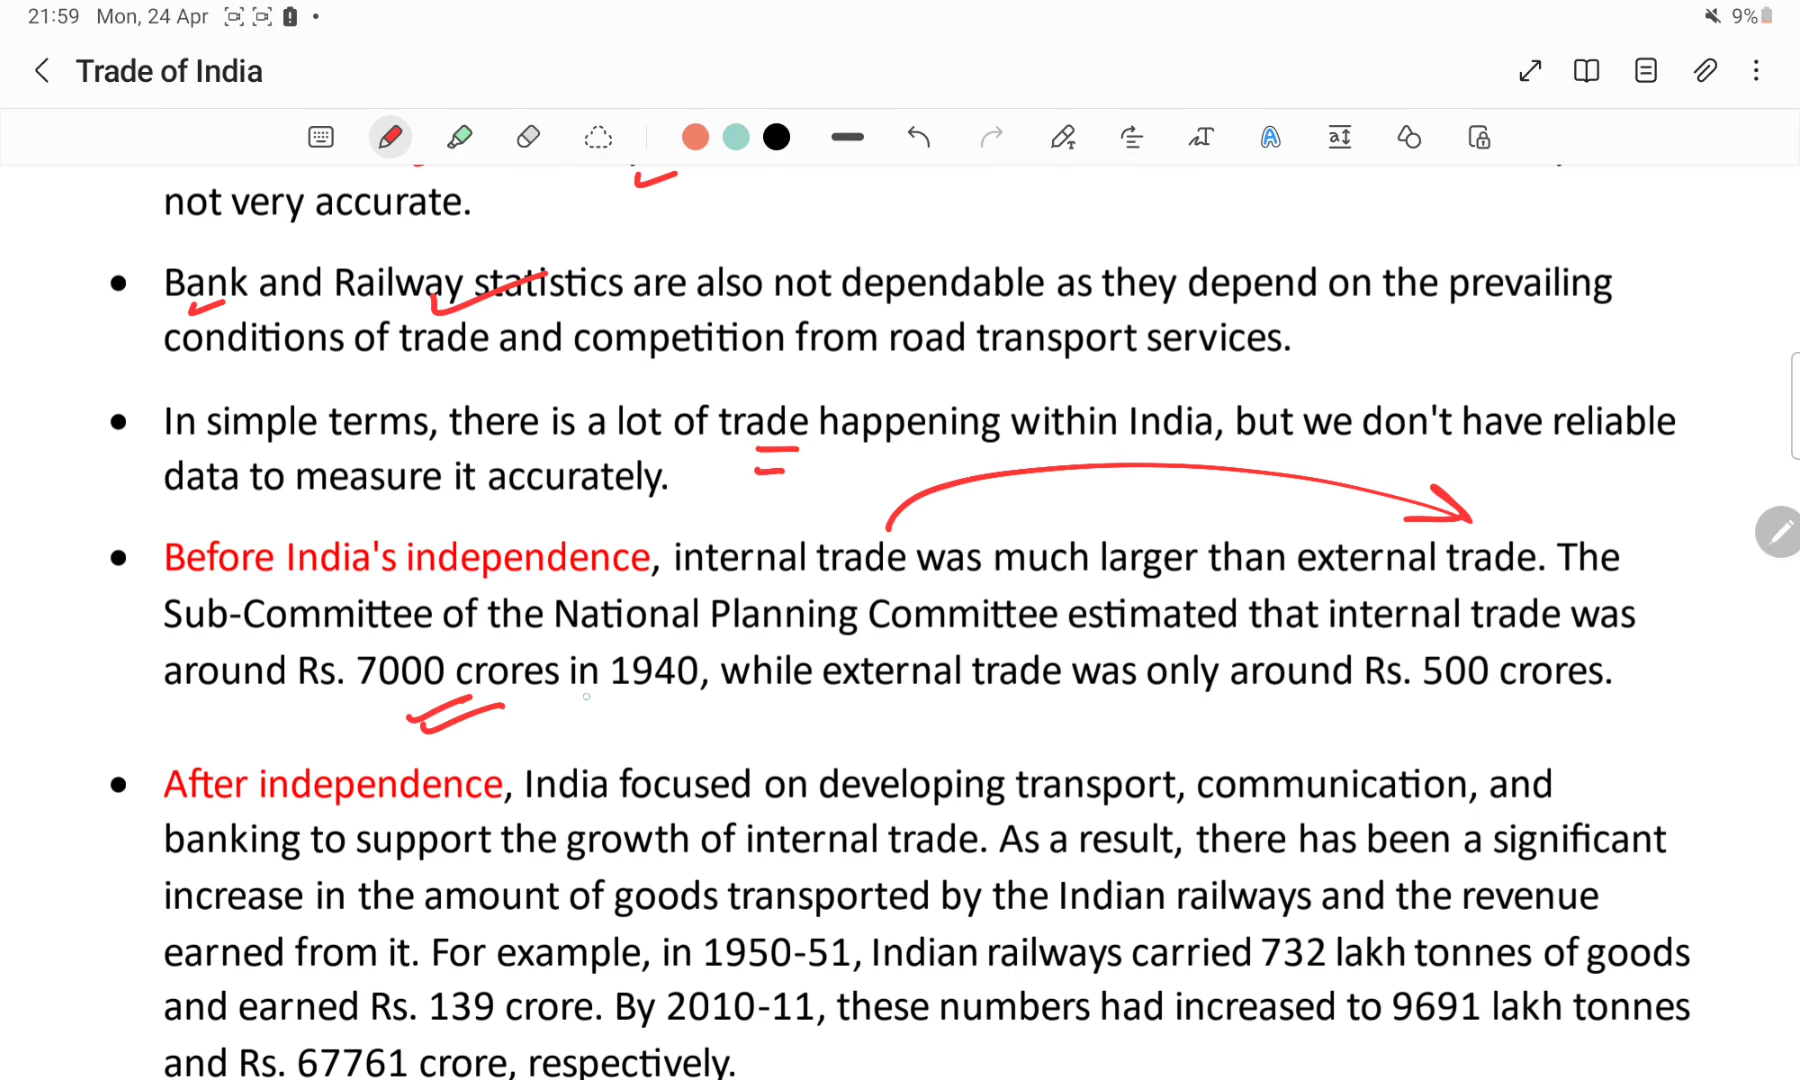 21:59 Mon, 24 Apr
9%
Trade of India
not very accurate.
• Bank and Railway statistics are also not dependable as they depend on the prevailing
conditions of trade and competition from road transport services.
• In simple terms, there is a lot of trade happening within India, but we don't have reliable
data to measure it accurately.
• Before India's independence, internal trade was much larger than external trade. The
Sub-Committee of the National Planning Committee estimated that internal trade was
around Rs. 7000 crores in 1940, while external trade was only around Rs. 500 crores.
• After independence, India focused on developing transport, communication, and
banking to support the growth of internal trade. As a result, there has been a significant
increase in the amount of goods transported by the Indian railways and the revenue
earned from it. For example, in 1950-51, Indian railways carried 732 lakh tonnes of goods
and earned Rs. 139 crore. By 2010-11, these numbers had increased to 9691 lakh tonnes
and Rs. 67761 crore, respectively.